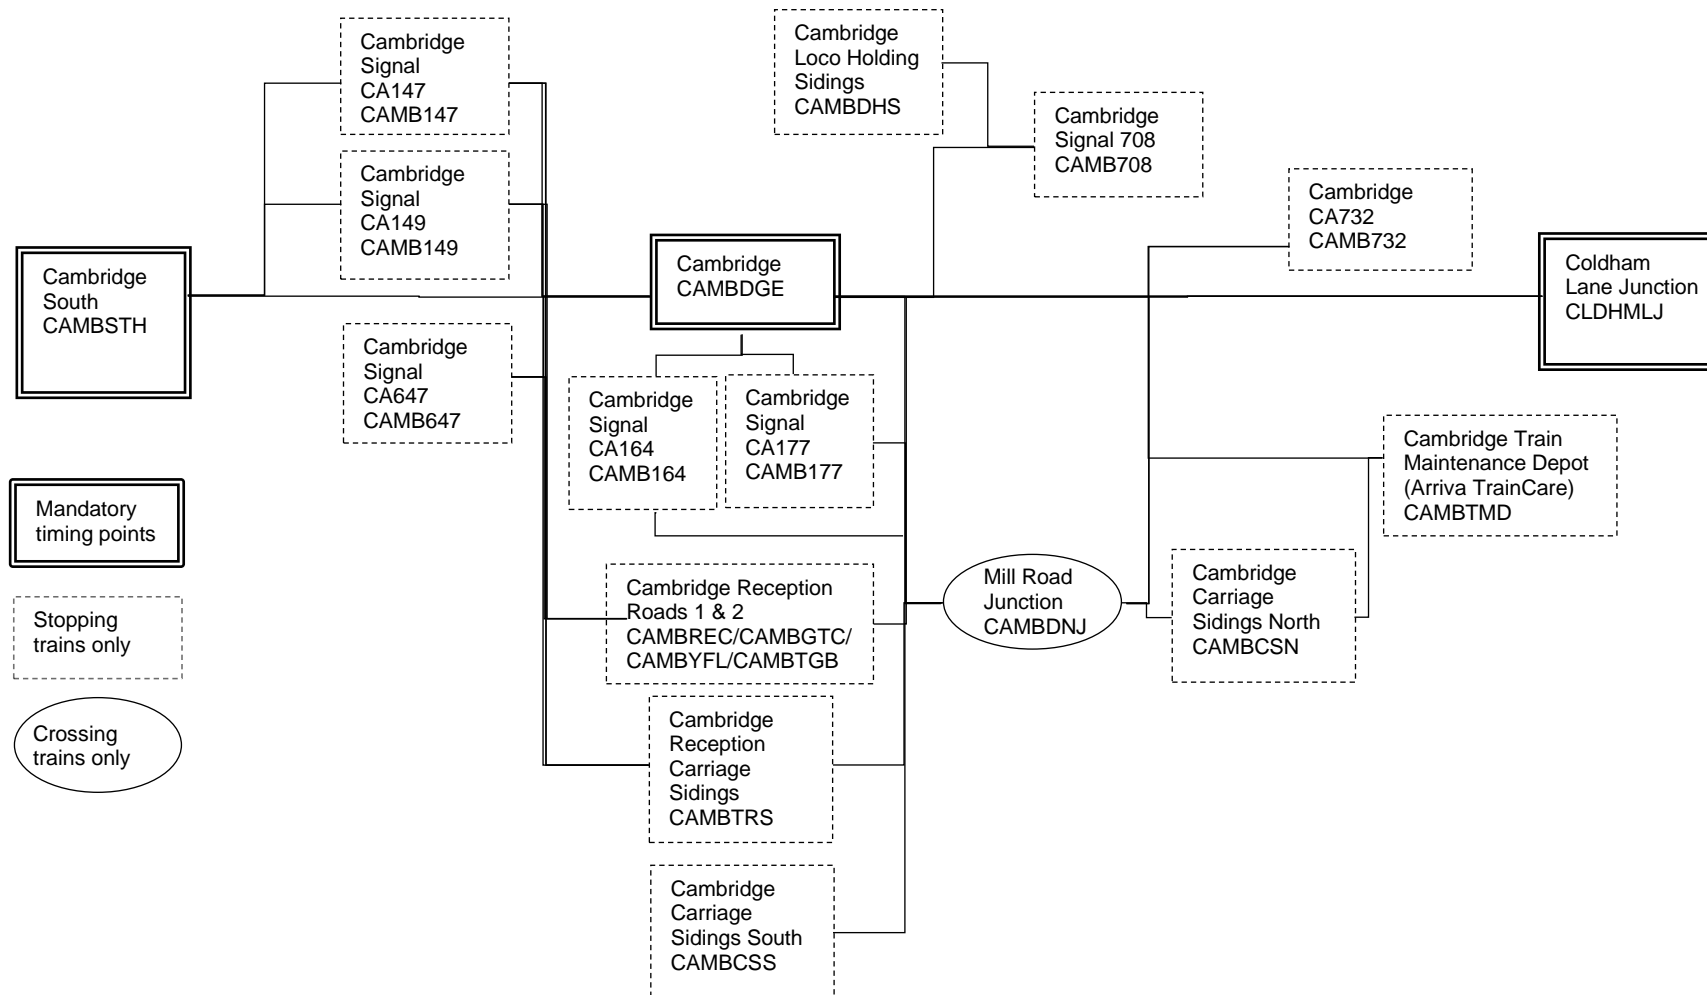 Cambridge
Signal
CA147
CAMB147
Cambridge
Loco Holding
Sidings
CAMBDHS
Cambridge
Signal 708
CAMB708
Cambridge
Signal
CA149
CAMB149
Cambridge
CA732
CAMB732
Cambridge
South
CAMBSTH
Cambridge
CAMBDGE
Coldham
Lane Junction
CLDHMLJ
Cambridge
Signal
CA647
CAMB647
Cambridge
Signal
CA164
CAMB164
Cambridge
Signal
CA177
CAMB177
Cambridge Train
Maintenance Depot
(Arriva TrainCare)
CAMBTMD
Mandatory
timing points
Cambridge Reception
Roads 1 & 2
CAMBREC/CAMBGTC/
CAMBYFL/CAMBTGB
Mill Road
Junction
CAMBDNJ
Cambridge
Carriage
Sidings North
CAMBCSN
Stopping
trains only
Crossing
trains only
Cambridge
Reception
Carriage
Sidings
CAMBTRS
Cambridge
Carriage
Sidings South
CAMBCSS